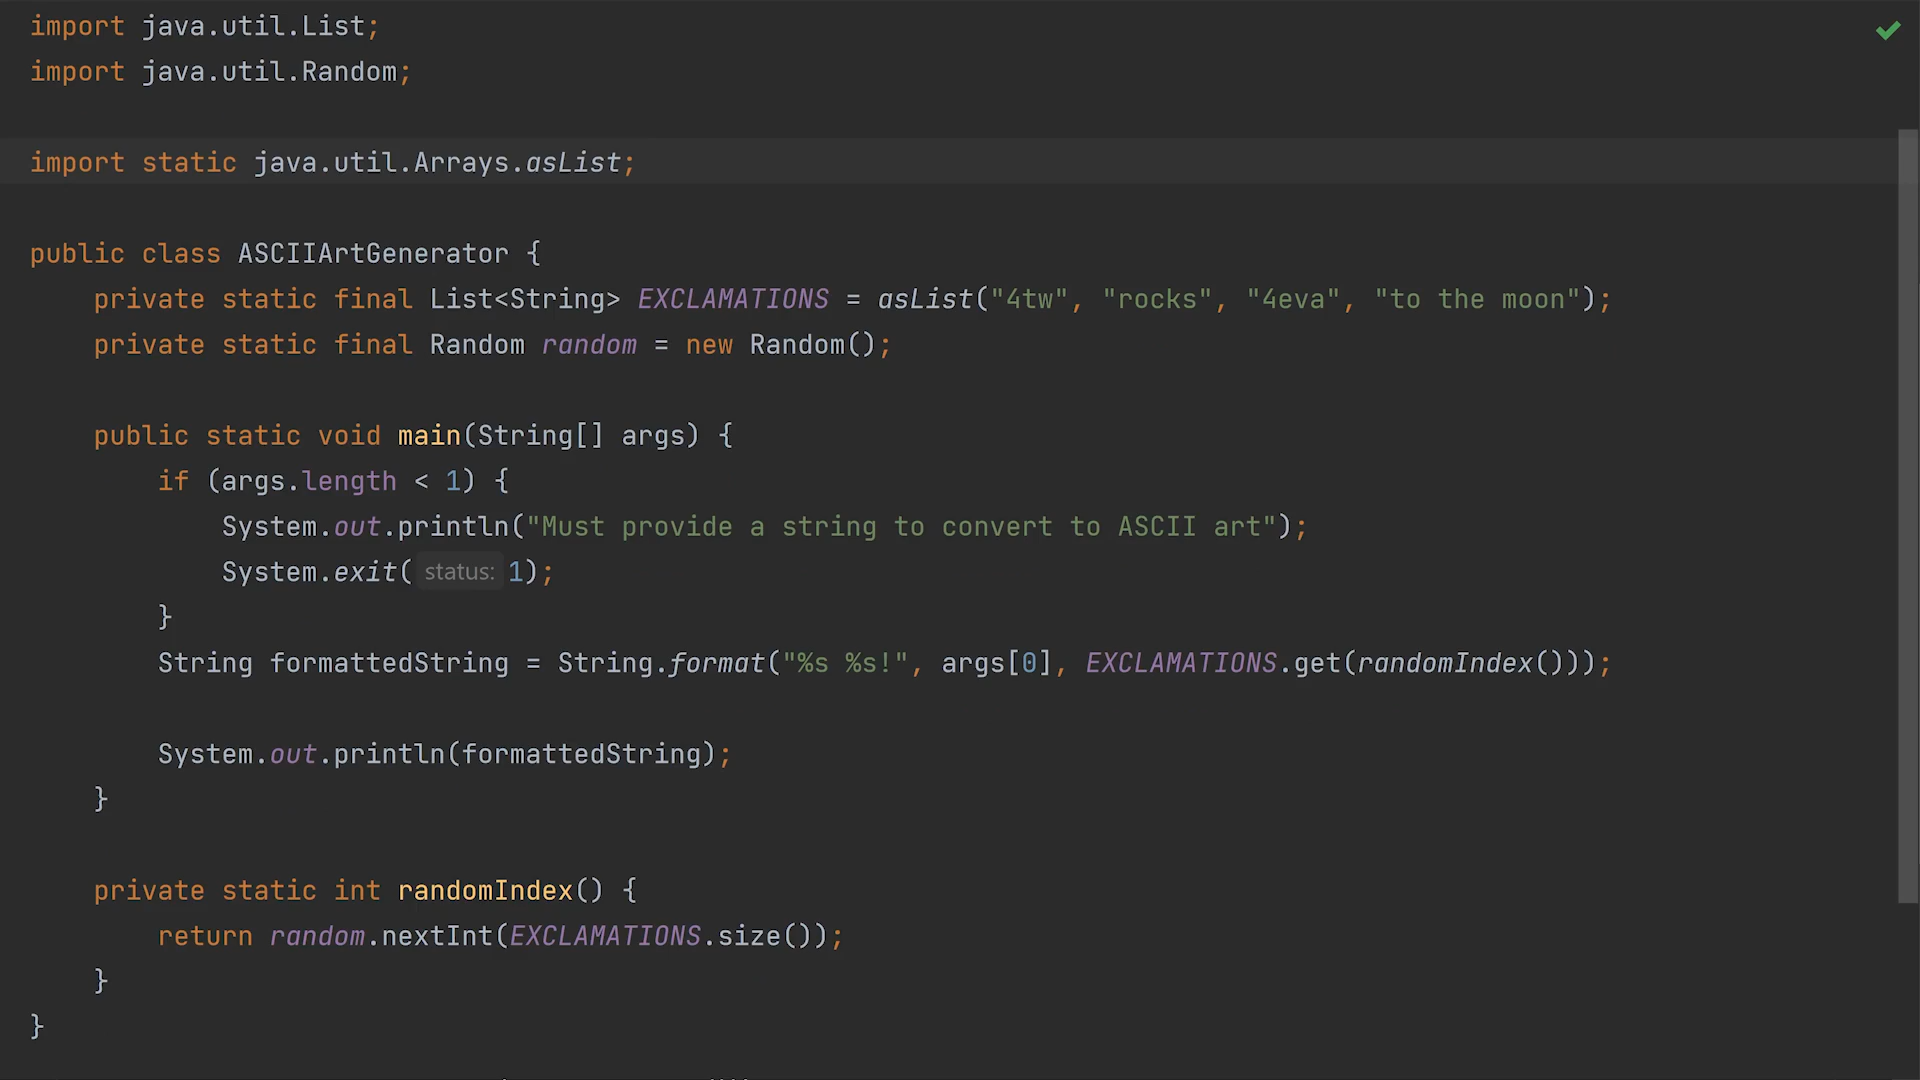 import java.util.List;
import java.util.Random;
import static java.util.Arrays.asList;
public class ASCIIArtGenerator {
    private static final List<String> EXCLAMATIONS = asList("4tw", "rocks", "4eva", "to the moon");
    private static final Random random = new Random();
    public static void main(String[] args) {
        if (args.length < 1) {
            System.out.println("Must provide a string to convert to ASCII art");
            System.exit( status: 1);
        }
        String formattedString = String.format("%s %s!", args[0], EXCLAMATIONS.get(randomIndex()));
        System.out.println(formattedString);
    }
    private static int randomIndex() {
        return random.nextInt(EXCLAMATIONS.size());
    }
}